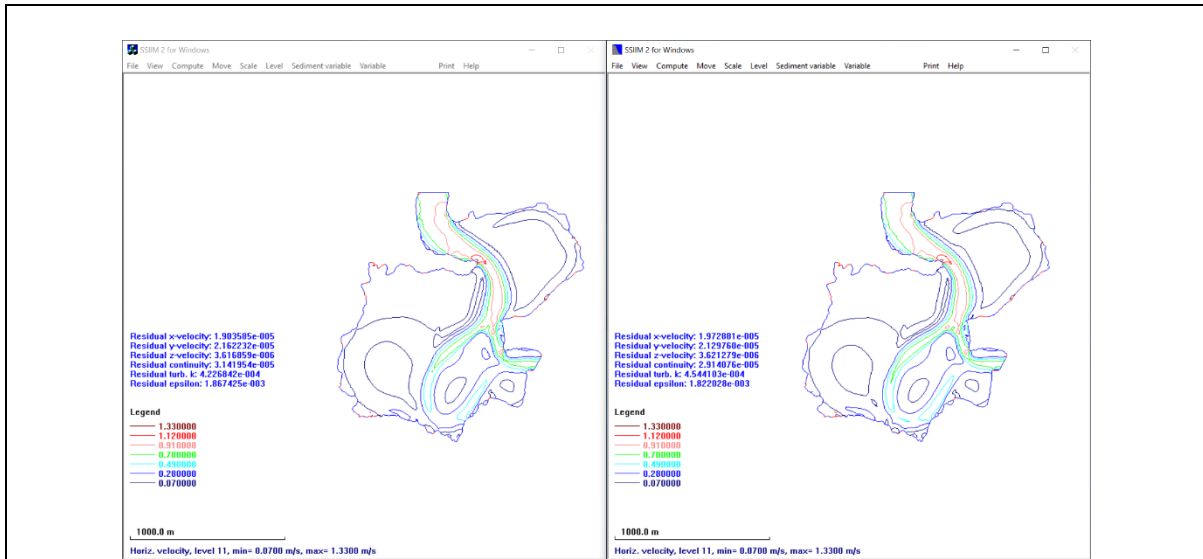 SSIIM 2 for Windows
File View Compute Move Scale Level Sediment variable Variable Print Help
Residual x-velocity: 1.903585e-005
Residual y-velocity: 2.162232e-005
Residual z-velocity: 3.616859e-006
Residual continuity: 3.141954e-005
Residual turb. k: 4.226842e-004
Residual epsilon: 1.867425e-003
Legend
1.330000
1.120000
0.910000
0.700000
0.490000
0.280000
0.070000
1000.0 m
Horiz. velocity, level 11, min= 0.0700 m/s, max= 1.3300 m/s
SSIIM 2 for Windows
File View Compute Move Scale Level Sediment variable Variable Print Help
Residual x-velocity: 1.972881e-005
Residual y-velocity: 2.129760e-005
Residual z-velocity: 3.621279e-006
Residual continuity: 2.914076e-005
Residual turb. k: 4.544103e-004
Residual epsilon: 1.822028e-003
Legend
1.330000
1.120000
0.910000
0.700000
0.490000
0.280000
0.070000
1000.0 m
Horiz. velocity, level 11, min= 0.0700 m/s, max= 1.3300 m/s